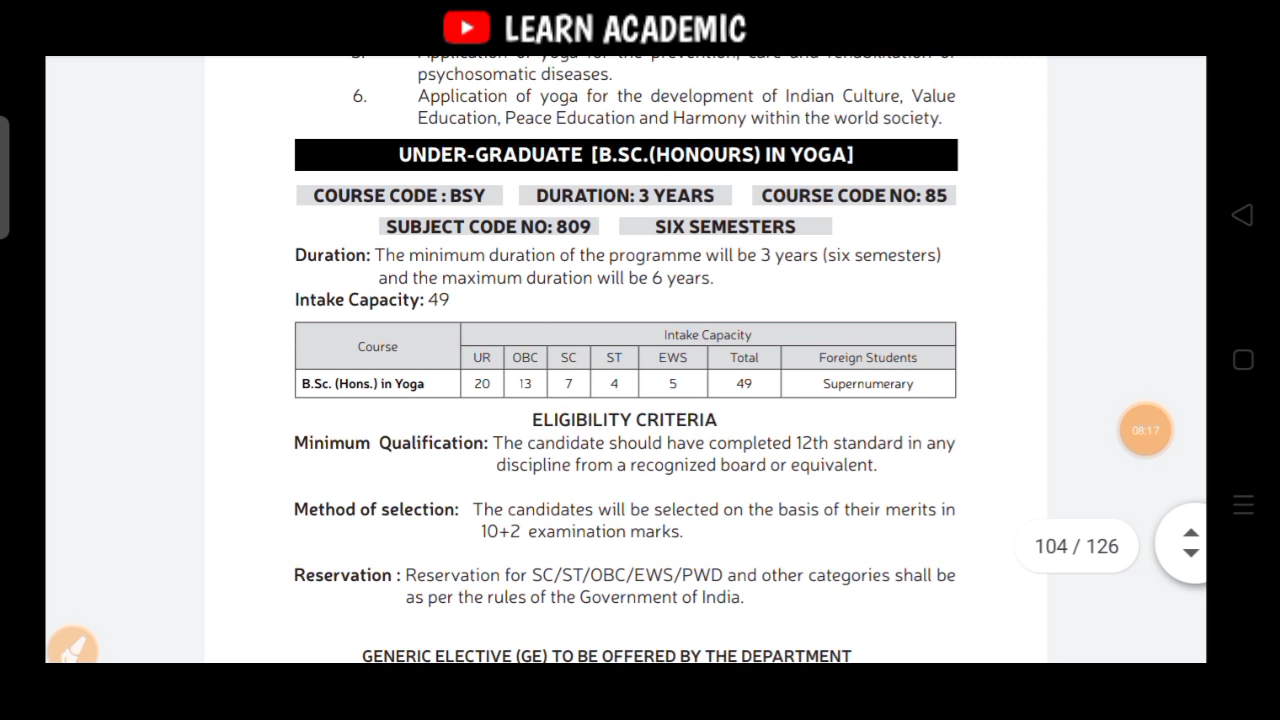 LEARN ACADEMIC
psychosomatic diseases.
6. Application of yoga for the development of Indian Culture, Value
Education, Peace Education and Harmony within the world society.
UNDER-GRADUATE [B.SC.(HONOURS) IN YOGA]
COURSE CODE : BSY DURATION: 3 YEARS COURSE CODE NO: 85
SUBJECT CODE NO: 809 SIX SEMESTERS
Duration: The minimum duration of the programme will be 3 years (six semesters)
and the maximum duration will be 6 years.
Intake Capacity: 49
Course Intake Capacity
UR OBC SC ST EWS Total Foreign Students
B.Sc. (Hons.) in Yoga 20 13 7 4 5 49 Supernumerary
ELIGIBILITY CRITERIA
Minimum Qualification: The candidate should have completed 12th standard in any
discipline from a recognized board or equivalent.
08:17
Method of selection: The candidates will be selected on the basis of their merits in
10+2 examination marks.
104 / 126
Reservation : Reservation for SC/ST/OBC/EWS/PWD and other categories shall be
as per the rules of the Government of India.
GENERIC ELECTIVE (GE) TO BE OFFERED BY THE DEPARTMENT